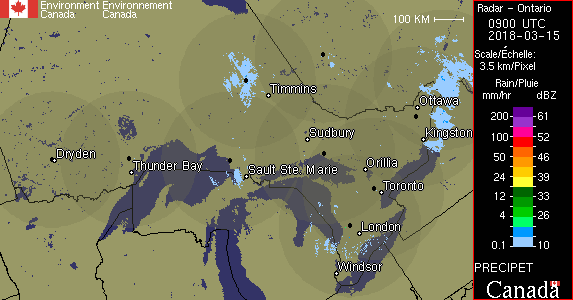 Environment Environnement
Canada Canada
100 KM
Timmins
Ottawa
Sudbury
Kingston
Dryden
Thunder Bay
Sault Ste. Marie
Orillia
Toronto
London
Windsor
Radar - Ontario
0900 UTC
2018-03-15
Scale/Échelle:
3.5 km/Pixel
Rain/Pluie
mm/hr dBZ
200 61
100 52
50 46
24 39
12 33
4 26
0.1 10
PRECIPET
Canada